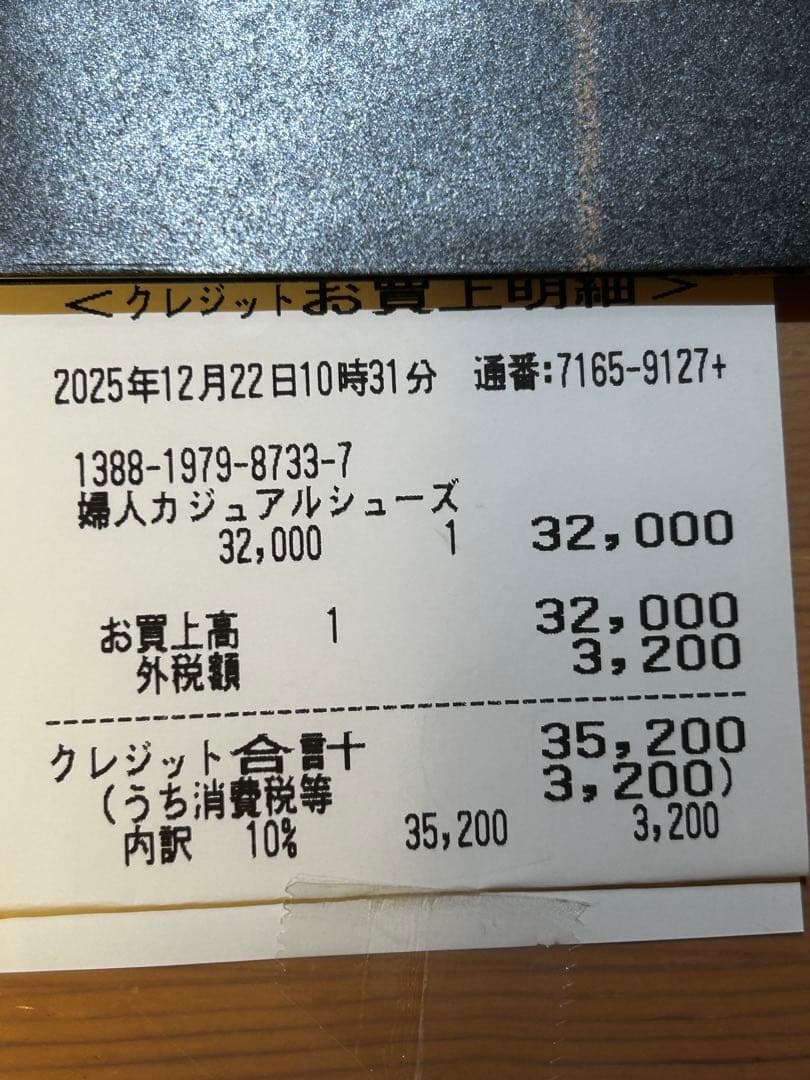 <クレジットお買上明細>
2025年12月22日10時31分 通番:7165-9127+
1388-1979-8733-7
婦人カジュアルシューズ
32,000 1 32,000
お買上高 1 32,000
外税額 3,200
クレジット合計 35,200
(うち消費税等 3,200)
内訳 10% 35,200 3,200